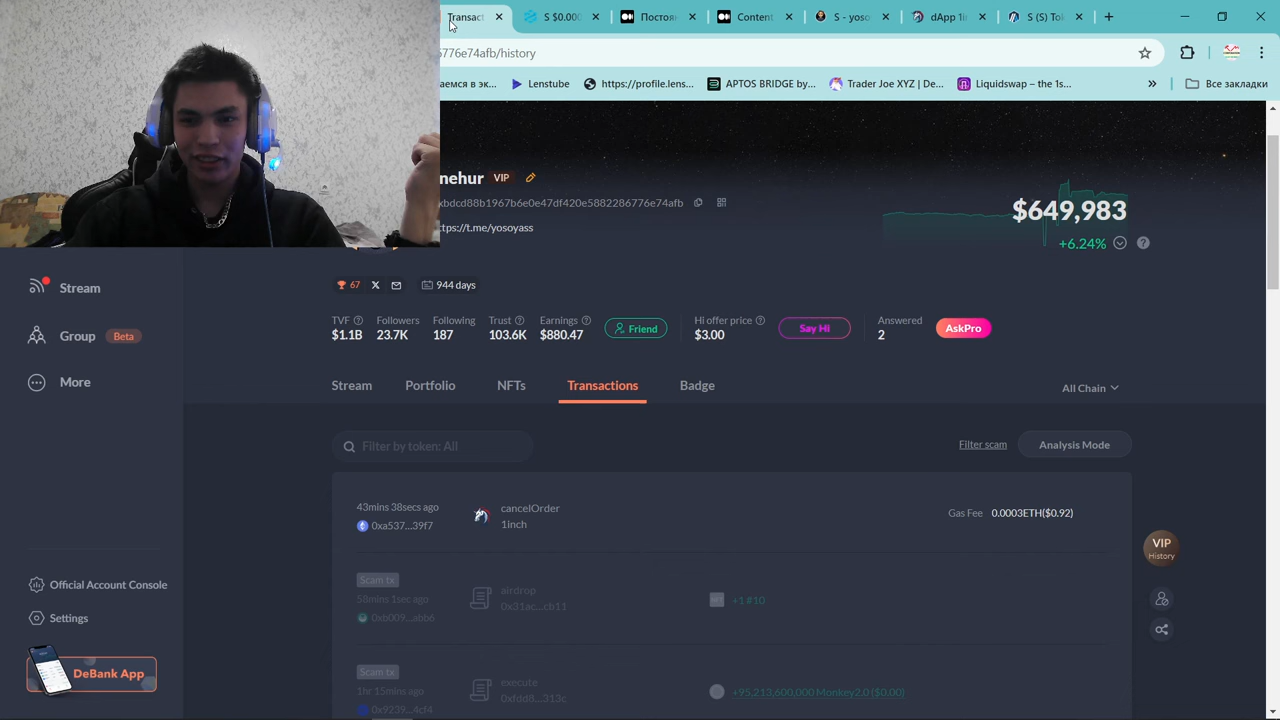 Transact
S $0.000
Постоян
Content
S - yoso
dApp 1in
S (S) Tok
776e74afb/history
аемся в эк...
Lenstube
https://profile.lens...
APTOS BRIDGE by...
Trader Joe XYZ | De...
Liquidswap – the 1s...
»
Все закладки
nehur VIP
xbdcd88b1967b6e0e47df420e5882286776e74afb
ttps://t.me/yosoyass
$649,983
+6.24%
67
944 days
TVF
Followers
Following
Trust
Earnings
Hi offer price
Answered
$1.1B
23.7K
187
103.6K
$880.47
Friend
$3.00
Say Hi
2
AskPro
Stream
Group Beta
More
Stream
Portfolio
NFTs
Transactions
Badge
All Chain
Filter by token: All
Filter scam
Analysis Mode
43mins 38secs ago
0xa537...39f7
cancelOrder
1inch
Gas Fee 0.0003ETH($0.92)
Scam tx
58mins 1sec ago
0xb009...abb6
airdrop
0x31ac...cb11
+1 #10
Scam tx
1hr 15mins ago
0x9239...4cf4
execute
0xfdd8...313c
+95,213,600,000 Monkey2.0 ($0.00)
VIP
History
Official Account Console
Settings
DeBank App